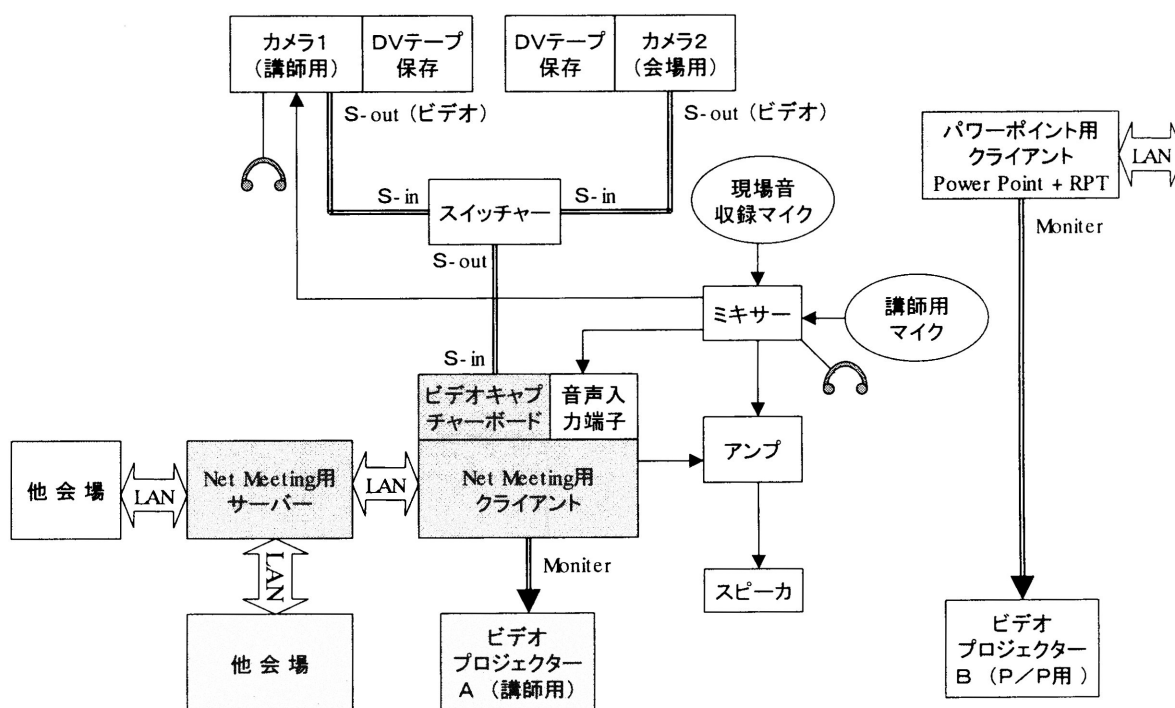 カメラ1
（講師用）
DVテープ
保存
DVテープ
保存
カメラ2
（会場用）
S-out（ビデオ）
S-out（ビデオ）
パワーポイント用
クライアント
Power Point + RPT
LAN
S-in
スイッチャー
S-in
現場音
収録マイク
Moniter
S-out
ミキサー
講師用
マイク
S-in
ビデオキャプ
チャーボード
音声入
力端子
アンプ
他 会 場
LAN
Net Meeting用
サーバー
LAN
Net Meeting用
クライアント
LAN
Moniter
スピーカ
他 会 場
ビデオ
プロジェクター
A （講師用）
ビデオ
プロジェクター
B （P／P用）